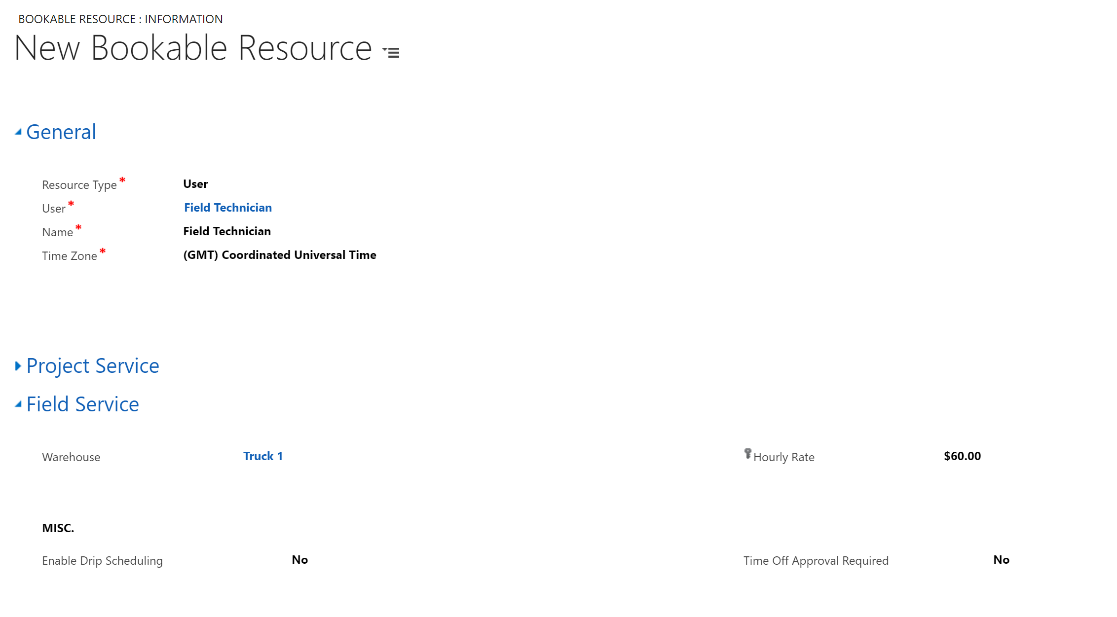 BOOKABLE RESOURCE : INFORMATION
New Bookable Resource
General
Resource Type* User
User* Field Technician
Name* Field Technician
Time Zone* (GMT) Coordinated Universal Time
Project Service
Field Service
Warehouse Truck 1 Hourly Rate $60.00
MISC.
Enable Drip Scheduling No Time Off Approval Required No